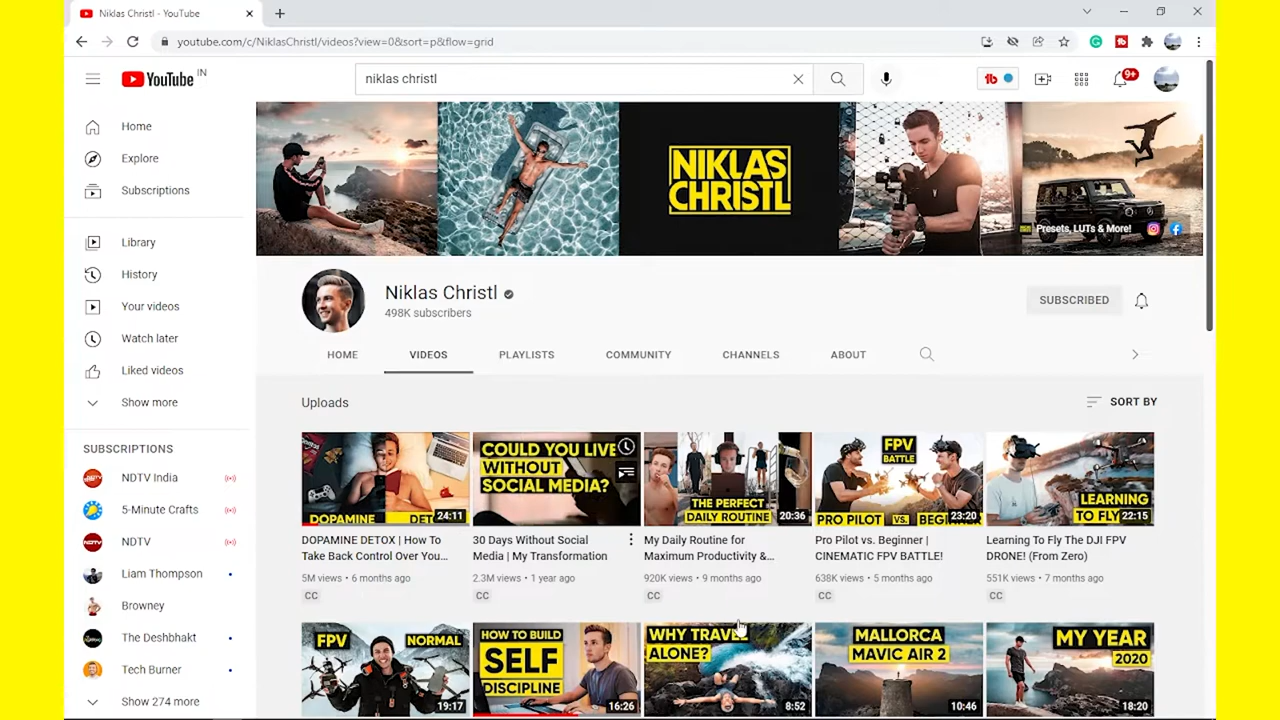 Niklas Christl - YouTube
youtube.com/c/NiklasChristl/videos?view=0&sort=p&flow=grid
YouTube IN
niklas christl
9+
Home
Explore
Subscriptions
Library
History
Your videos
Watch later
Liked videos
Show more
SUBSCRIPTIONS
NDTV India
5-Minute Crafts
NDTV
Liam Thompson
Browney
The Deshbhakt
Tech Burner
Show 274 more
NIKLAS
CHRISTL
Presets, LUTs & More!
Niklas Christl
498K subscribers
SUBSCRIBED
HOME
VIDEOS
PLAYLISTS
COMMUNITY
CHANNELS
ABOUT
Uploads
SORT BY
DOPAMINE DETOX
24:11
DOPAMINE DETOX | How To
Take Back Control Over You...
5M views • 6 months ago
CC
COULD YOU LIVE
WITHOUT
SOCIAL MEDIA?
30 Days Without Social
Media | My Transformation
2.3M views • 1 year ago
CC
THE PERFECT
DAILY ROUTINE
20:36
My Daily Routine for
Maximum Productivity &...
920K views • 9 months ago
CC
FPV
BATTLE
PRO PILOT VS. BEGINNER
23:20
Pro Pilot vs. Beginner |
CINEMATIC FPV BATTLE!
638K views • 5 months ago
CC
LEARNING
TO FLY
22:15
Learning To Fly The DJI FPV
DRONE! (From Zero)
551K views • 7 months ago
CC
FPV NORMAL
19:17
HOW TO BUILD
SELF
DISCIPLINE
16:26
WHY TRAVEL
ALONE?
8:52
MALLORCA
MAVIC AIR 2
10:46
MY YEAR
2020
18:20